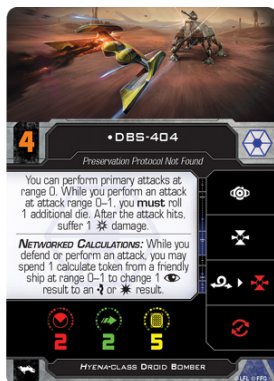 4
•DBS-404
Preservation Protocol Not Found
You can perform primary attacks at
range 0. While you perform an attack
at attack range 0–1, you must roll
1 additional die. After the attack hits,
suffer 1 damage.
NETWORKED CALCULATIONS: While you
defend or perform an attack, you may
spend 1 calculate token from a friendly
ship at range 0–1 to change 1
result to an or result.
2 2 5
HYENA-CLASS DROID BOMBER
LFL ©FFG